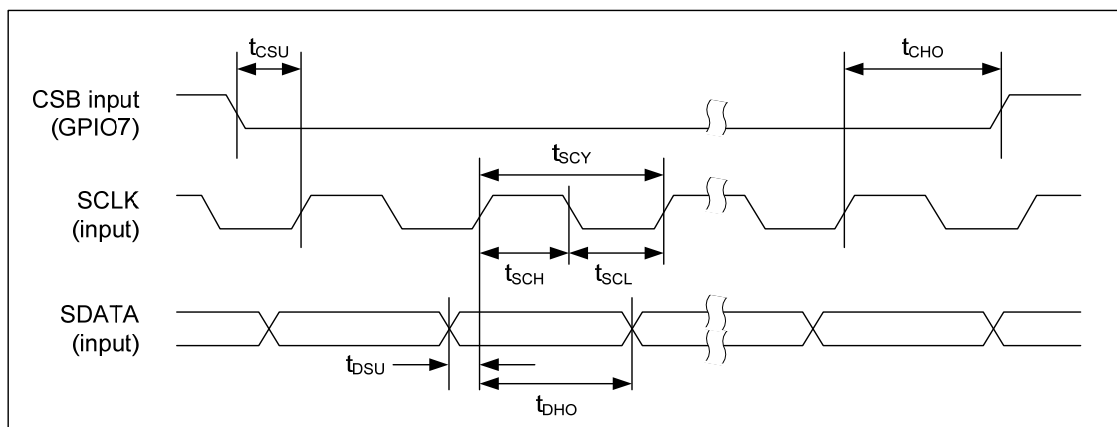 tCSU
tCHO
CSB input
(GPIO7)
tSCY
SCLK
(input)
tSCH
tSCL
SDATA
(input)
tDSU
tDHO